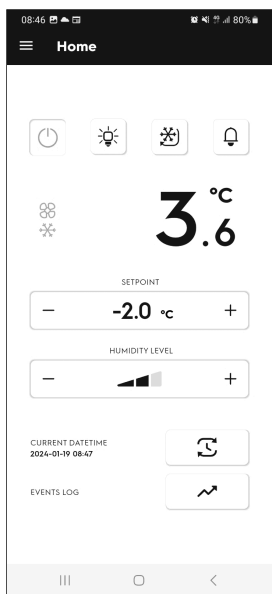 08:46 80%
Home
°C
3.6
SETPOINT
-2.0 °C
HUMIDITY LEVEL
CURRENT DATETIME
2024-01-19 08:47
EVENTS LOG